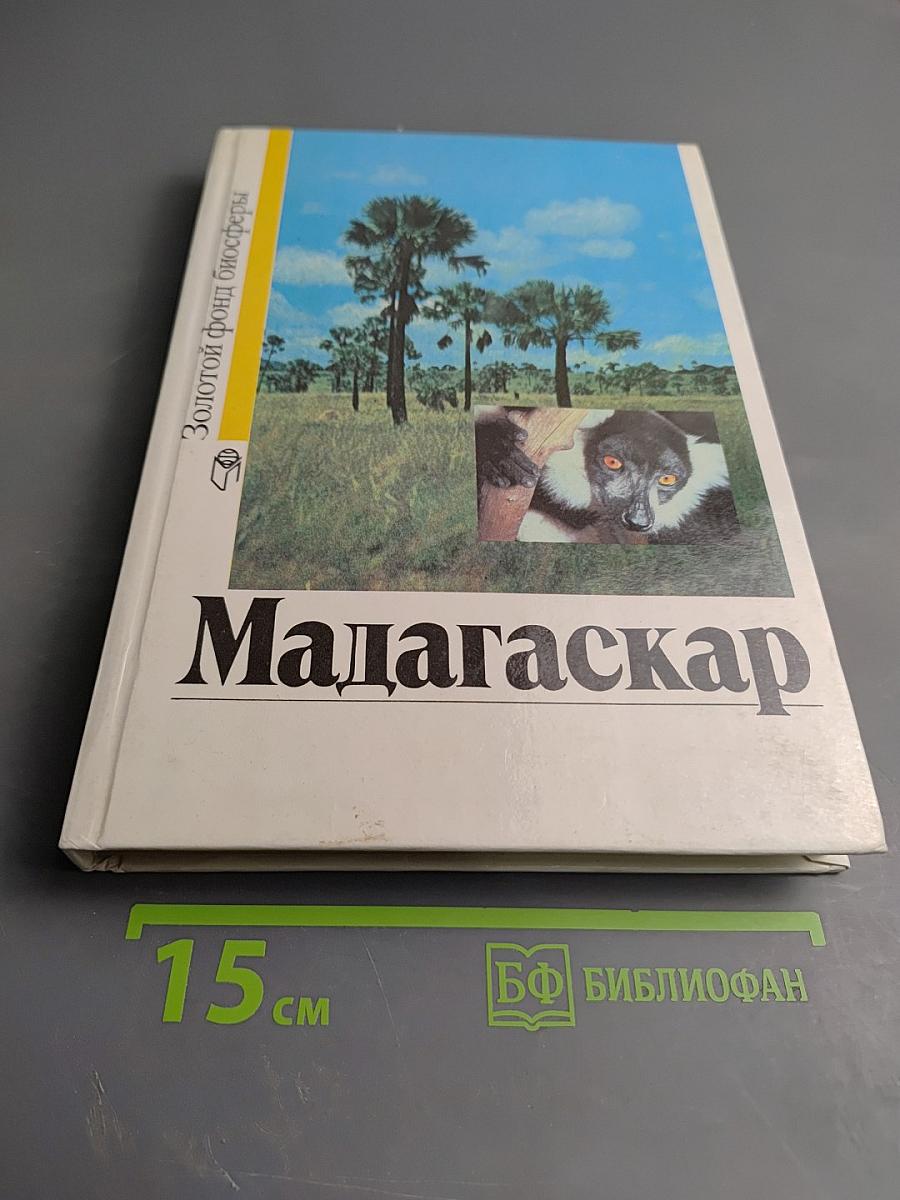 Золотой фонд биосферы
Мадагаскар
15 см
БФ БИБЛИОФАН